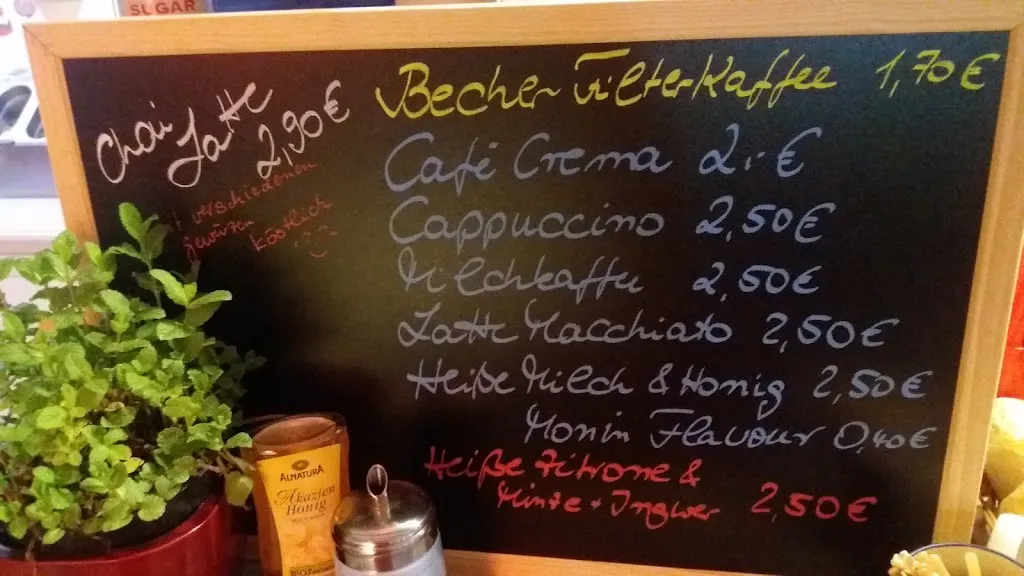 SUGAR
Chai
Latte
2,90€
+ verschiedenen
gewürzen
köstlich
Becher Filterkaffee 1,70€
Café Crema 2,-€
Cappuccino 2,50€
Milchkaffee 2,50€
Latte Macchiato 2,50€
Heiße Milch & Honig 2,50€
Monin Flavour 0,40€
Heiße Zitrone &
Minze + Ingwer 2,50€
ALNATURA
Akazien
Honig